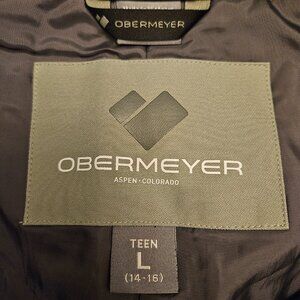 OBERMEYER
OBERMEYER
ASPEN • COLORADO
TEEN
L
(14-16)